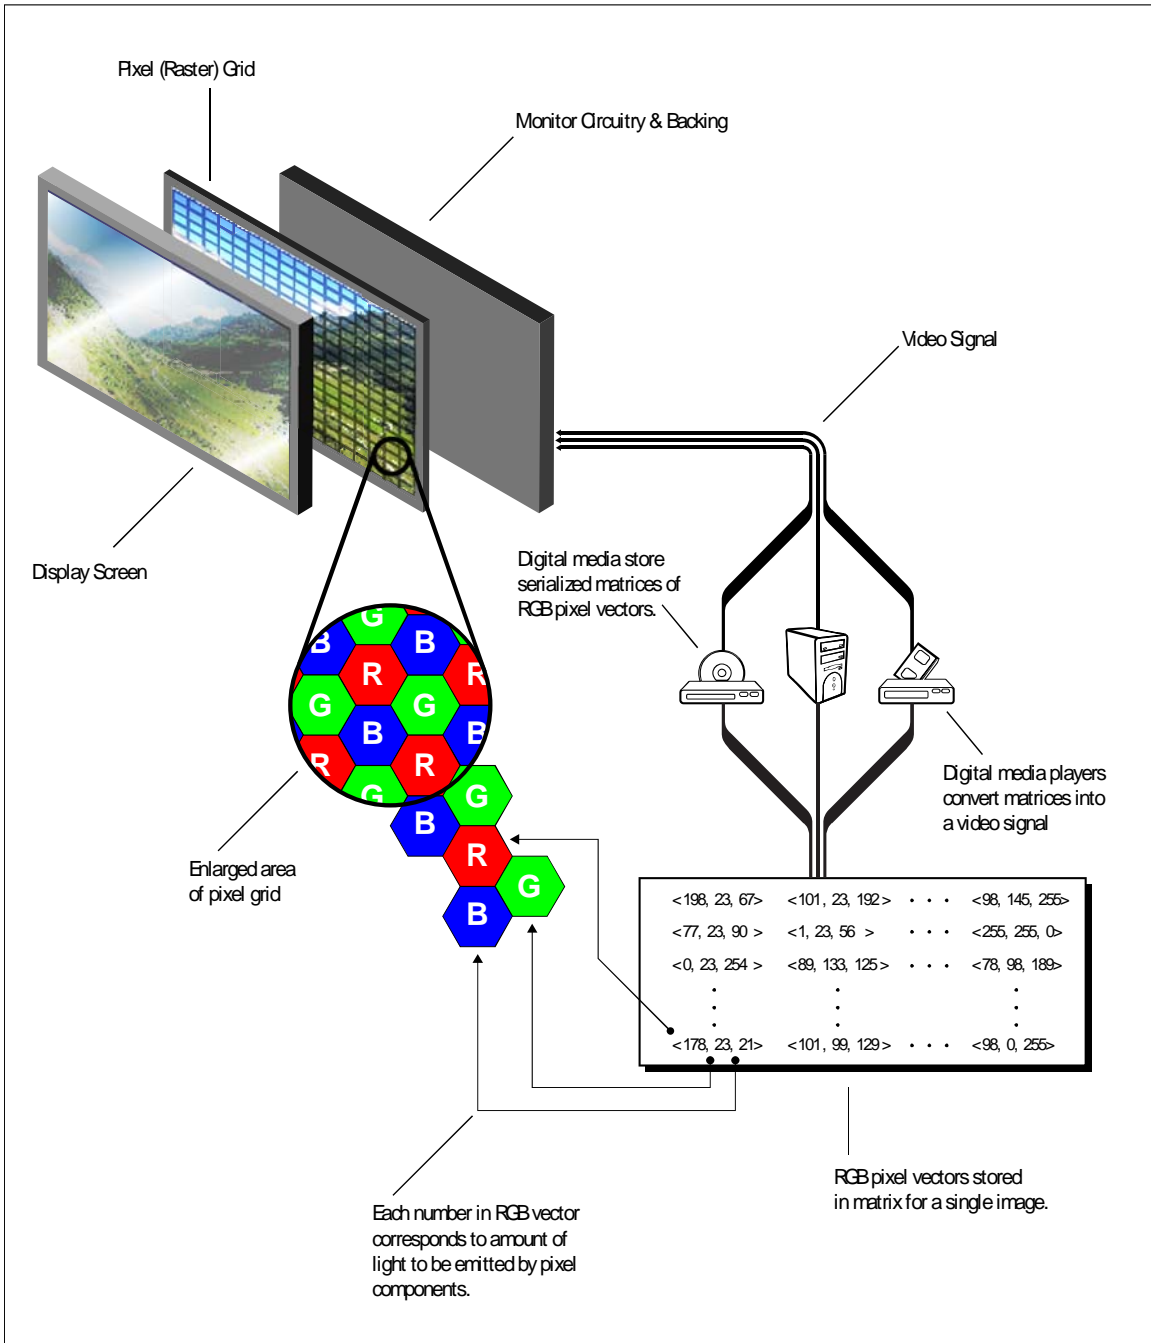 Pixel (Raster) Grid
Monitor Circuitry & Backing
Video Signal
Display Screen
Digital media store
serialized matrices of
RGB pixel vectors.
G
B
B
R
R
G
G
B
B
R
R
G
G
B
R
G
B
Digital media players
convert matrices into
a video signal
Enlarged area
of pixel grid
<198, 23, 67> <101, 23, 192> · · · <98, 145, 255>
<77, 23, 90 > <1, 23, 56 > · · · <255, 255, 0>
<0, 23, 254 > <89, 133, 125> · · · <78, 98, 189>
<178, 23, 21> <101, 99, 129> · · · <98, 0, 255>
RGB pixel vectors stored
in matrix for a single image.
Each number in RGB vector
corresponds to amount of
light to be emitted by pixel
components.